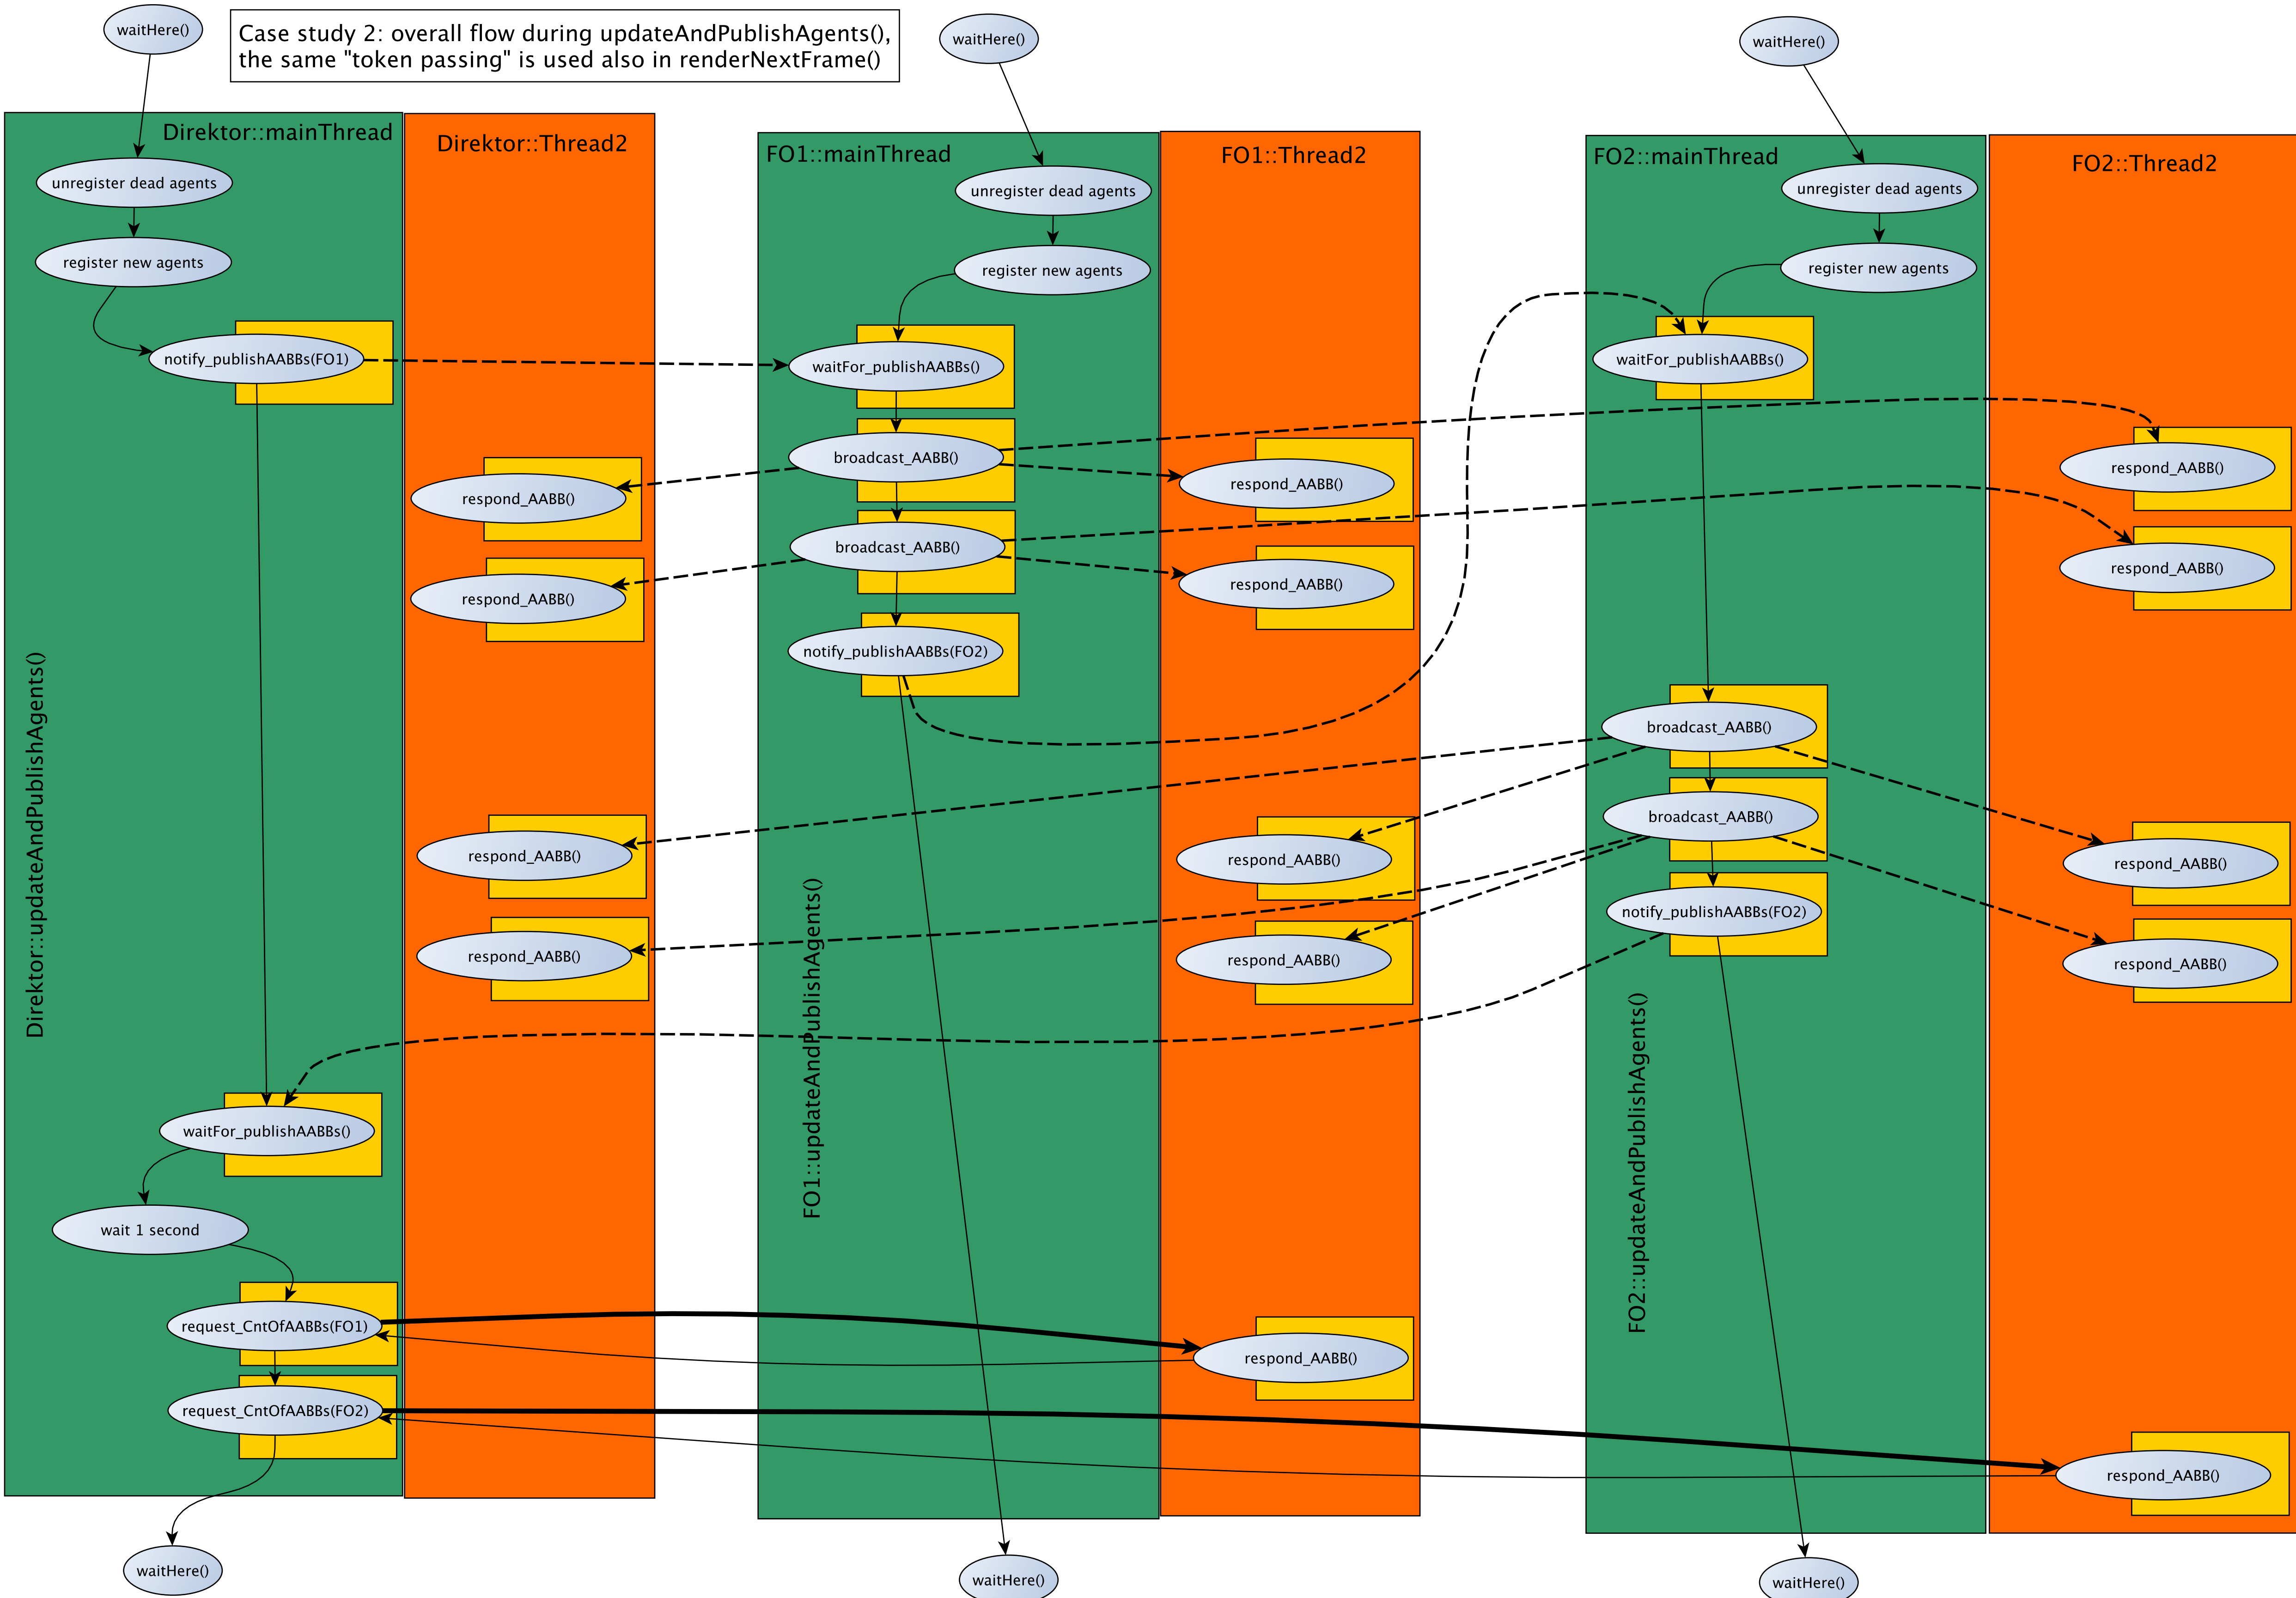 waitHere()
Case study 2: overall flow during updateAndPublishAgents(),
the same "token passing" is used also in renderNextFrame()
waitHere()
waitHere()
Direktor::mainThread
unregister dead agents
register new agents
notify_publishAABBs(FO1)
Direktor::updateAndPublishAgents()
waitFor_publishAABBs()
wait 1 second
request_CntOfAABBs(FO1)
request_CntOfAABBs(FO2)
waitHere()
Direktor::Thread2
respond_AABB()
respond_AABB()
respond_AABB()
respond_AABB()
FO1::mainThread
unregister dead agents
register new agents
waitFor_publishAABBs()
broadcast_AABB()
broadcast_AABB()
notify_publishAABBs(FO2)
FO1::updateAndPublishAgents()
waitHere()
FO1::Thread2
respond_AABB()
respond_AABB()
respond_AABB()
respond_AABB()
respond_AABB()
FO2::mainThread
unregister dead agents
register new agents
waitFor_publishAABBs()
broadcast_AABB()
broadcast_AABB()
notify_publishAABBs(FO2)
FO2::updateAndPublishAgents()
waitHere()
FO2::Thread2
respond_AABB()
respond_AABB()
respond_AABB()
respond_AABB()
respond_AABB()